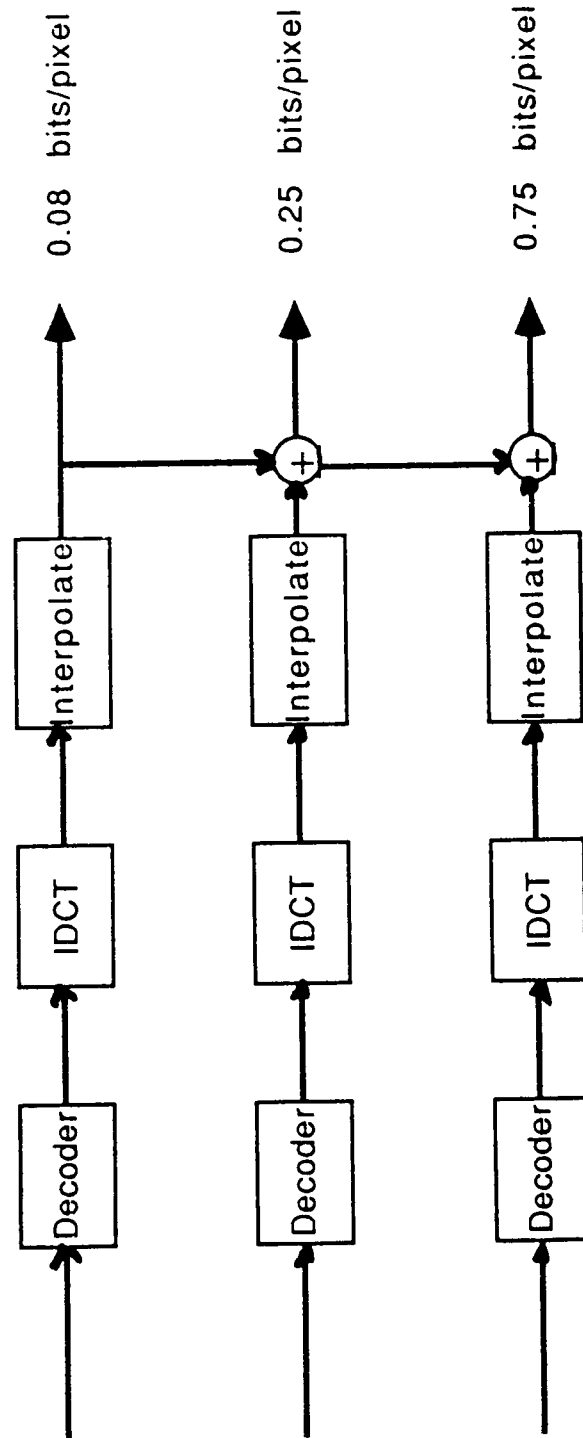 Decoder
IDCT
Interpolate
0.08 bits/pixel
Decoder
IDCT
Interpolate
+
0.25 bits/pixel
Decoder
IDCT
Interpolate
+
0.75 bits/pixel